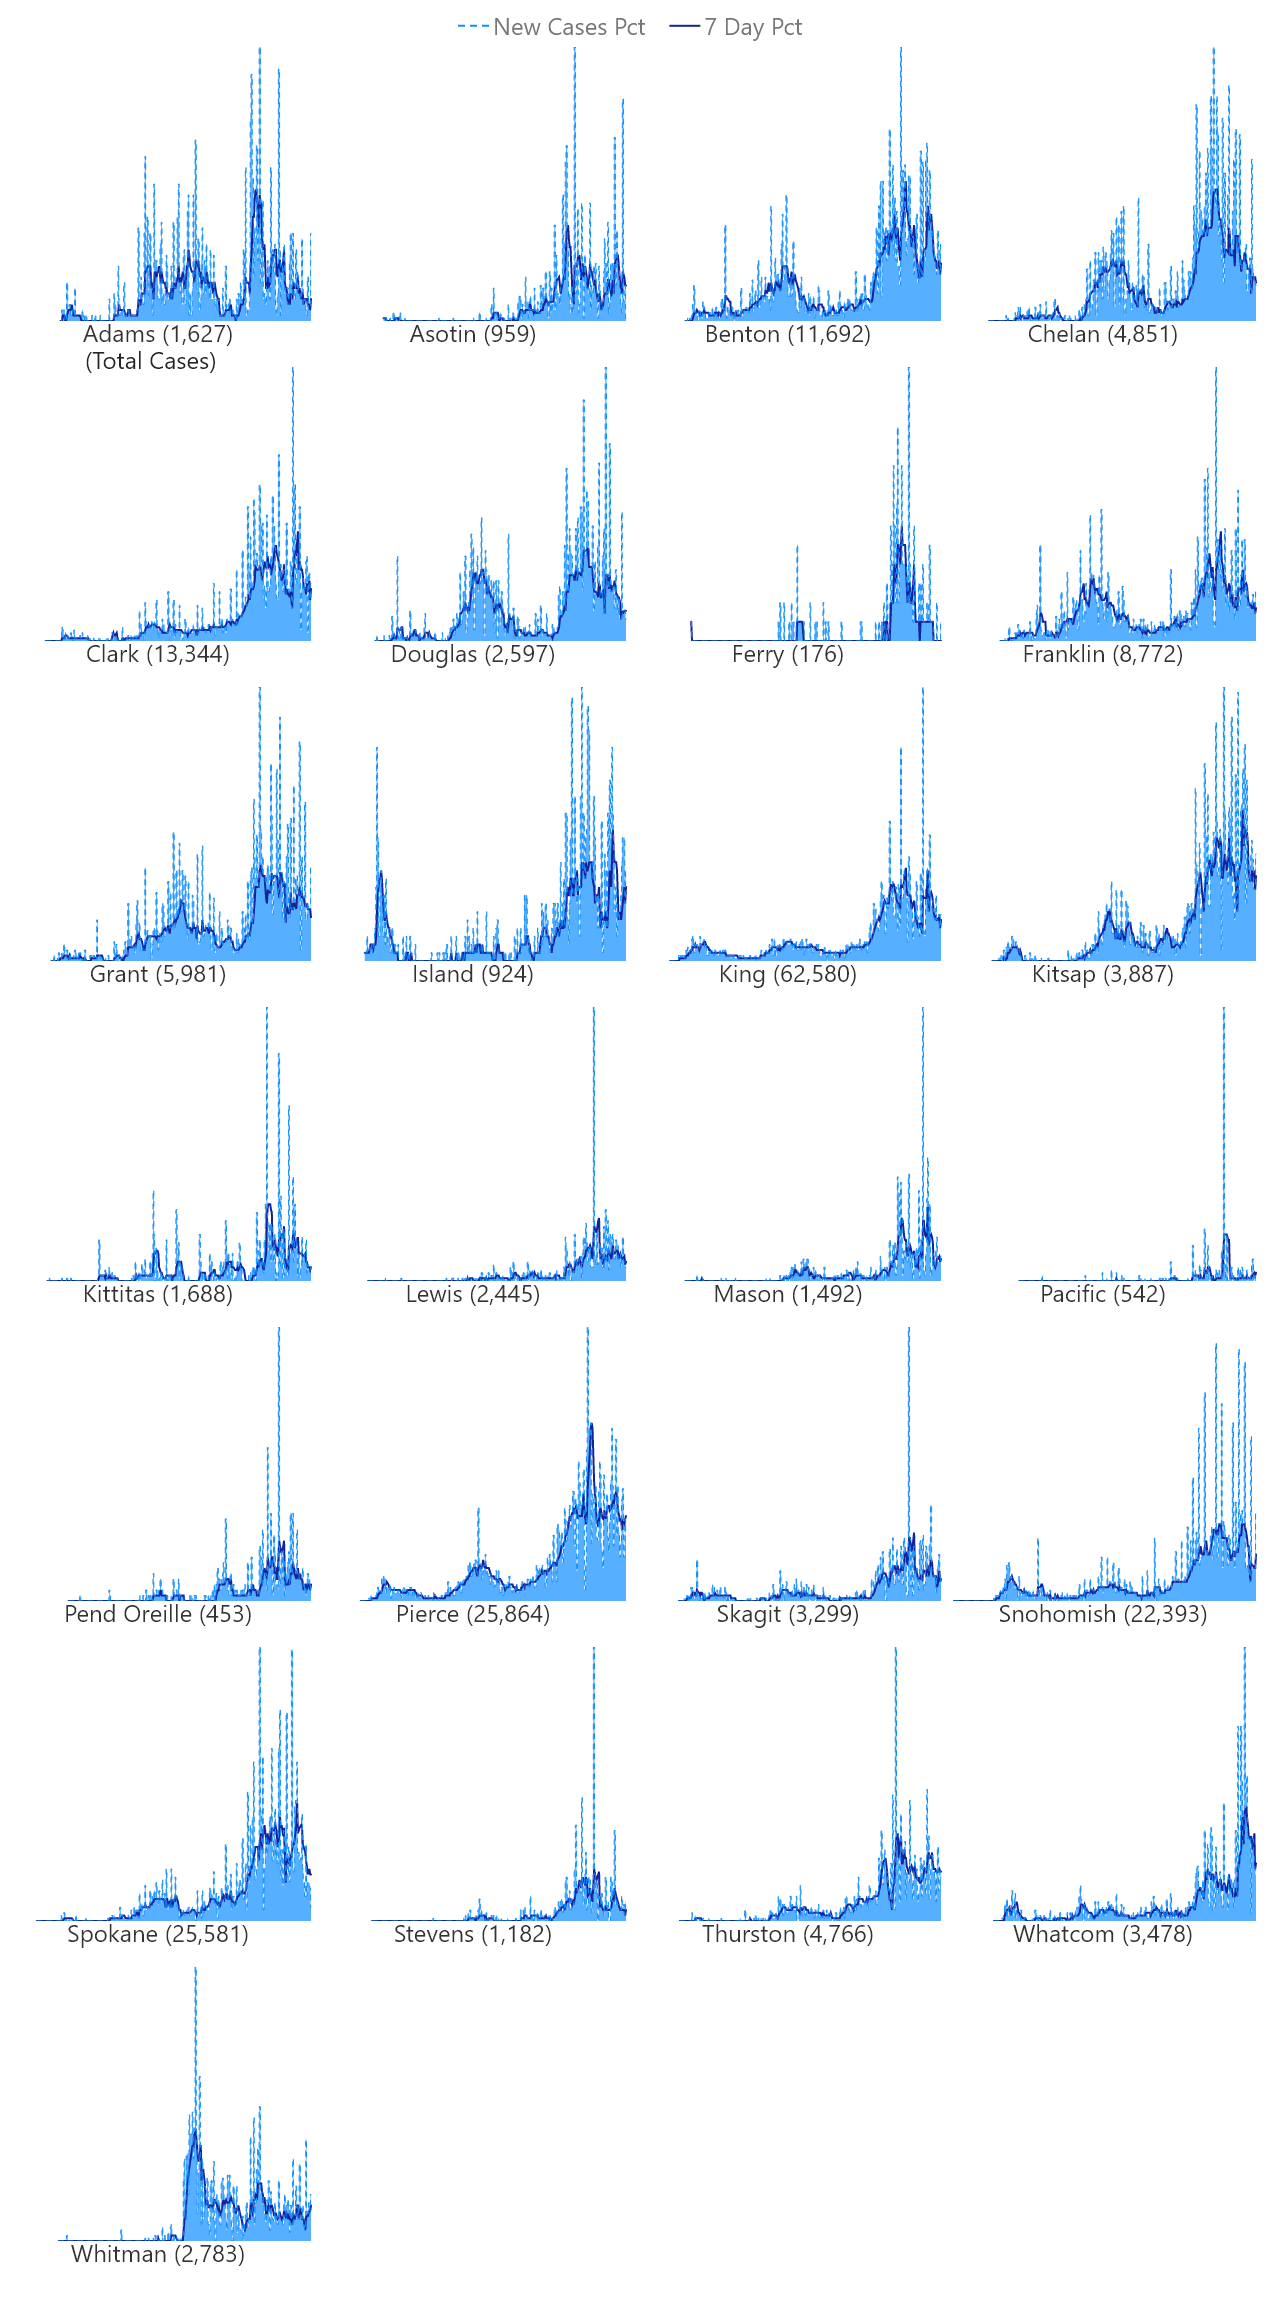 New Cases Pct 7 Day Pct
Adams (1,627) Asotin (959) Benton (11,692) Chelan (4,851)
(Total Cases)
Clark (13,344) Douglas (2,597) Ferry (176) Franklin (8,772)
Grant (5,981) Island (924) King (62,580) Kitsap (3,887)
Kittitas (1,688) Lewis (2,445) Mason (1,492) Pacific (542)
Pend Oreille (453) Pierce (25,864) Skagit (3,299) Snohomish (22,393)
Spokane (25,581) Stevens (1,182) Thurston (4,766) Whatcom (3,478)
Whitman (2,783)